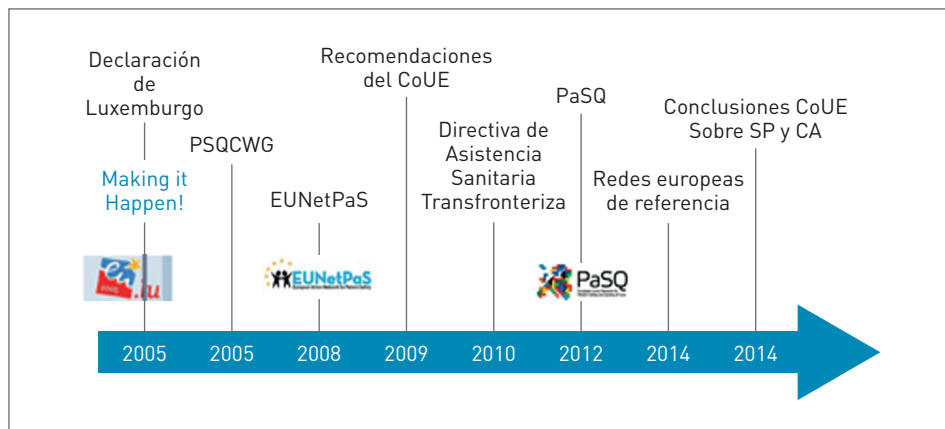 Declaración
de
Luxemburgo
Making it
Happen!
PSQCWG
EUNetPaS
EUNetPaS
Recomendaciones
del CoUE
Directiva de
Asistencia
Sanitaria
Transfronteriza
PaSQ
PaSQ
Redes europeas
de referencia
Conclusiones CoUE
Sobre SP y CA
2005
2005
2008
2009
2010
2012
2014
2014